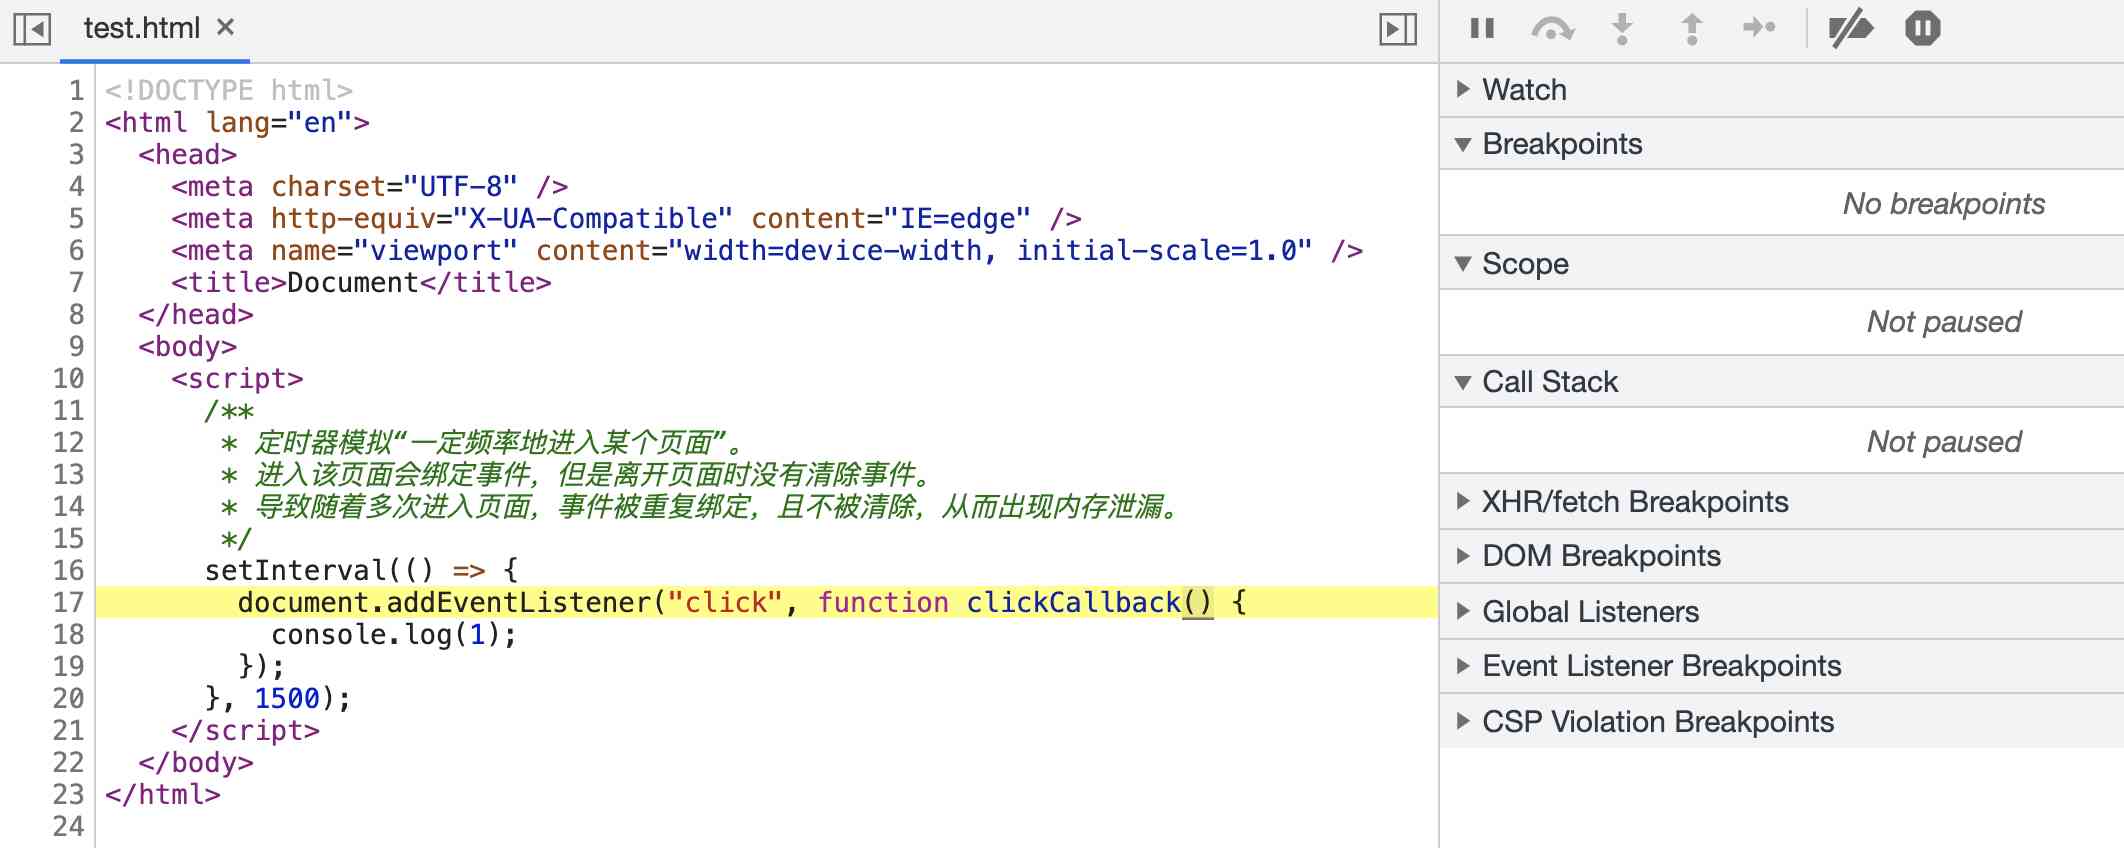 test.html ×
1 <!DOCTYPE html>
2 <html lang="en">
3   <head>
4     <meta charset="UTF-8" />
5     <meta http-equiv="X-UA-Compatible" content="IE=edge" />
6     <meta name="viewport" content="width=device-width, initial-scale=1.0" />
7     <title>Document</title>
8   </head>
9   <body>
10     <script>
11       /**
12        * 定时器模拟“一定频率地进入某个页面”。
13        * 进入该页面会绑定事件，但是离开页面时没有清除事件。
14        * 导致随着多次进入页面，事件被重复绑定，且不被清除，从而出现内存泄漏。
15        */
16       setInterval(() => {
17         document.addEventListener("click", function clickCallback() {
18           console.log(1);
19         });
20       }, 1500);
21     </script>
22   </body>
23 </html>
24
Watch
Breakpoints
No breakpoints
Scope
Not paused
Call Stack
Not paused
XHR/fetch Breakpoints
DOM Breakpoints
Global Listeners
Event Listener Breakpoints
CSP Violation Breakpoints